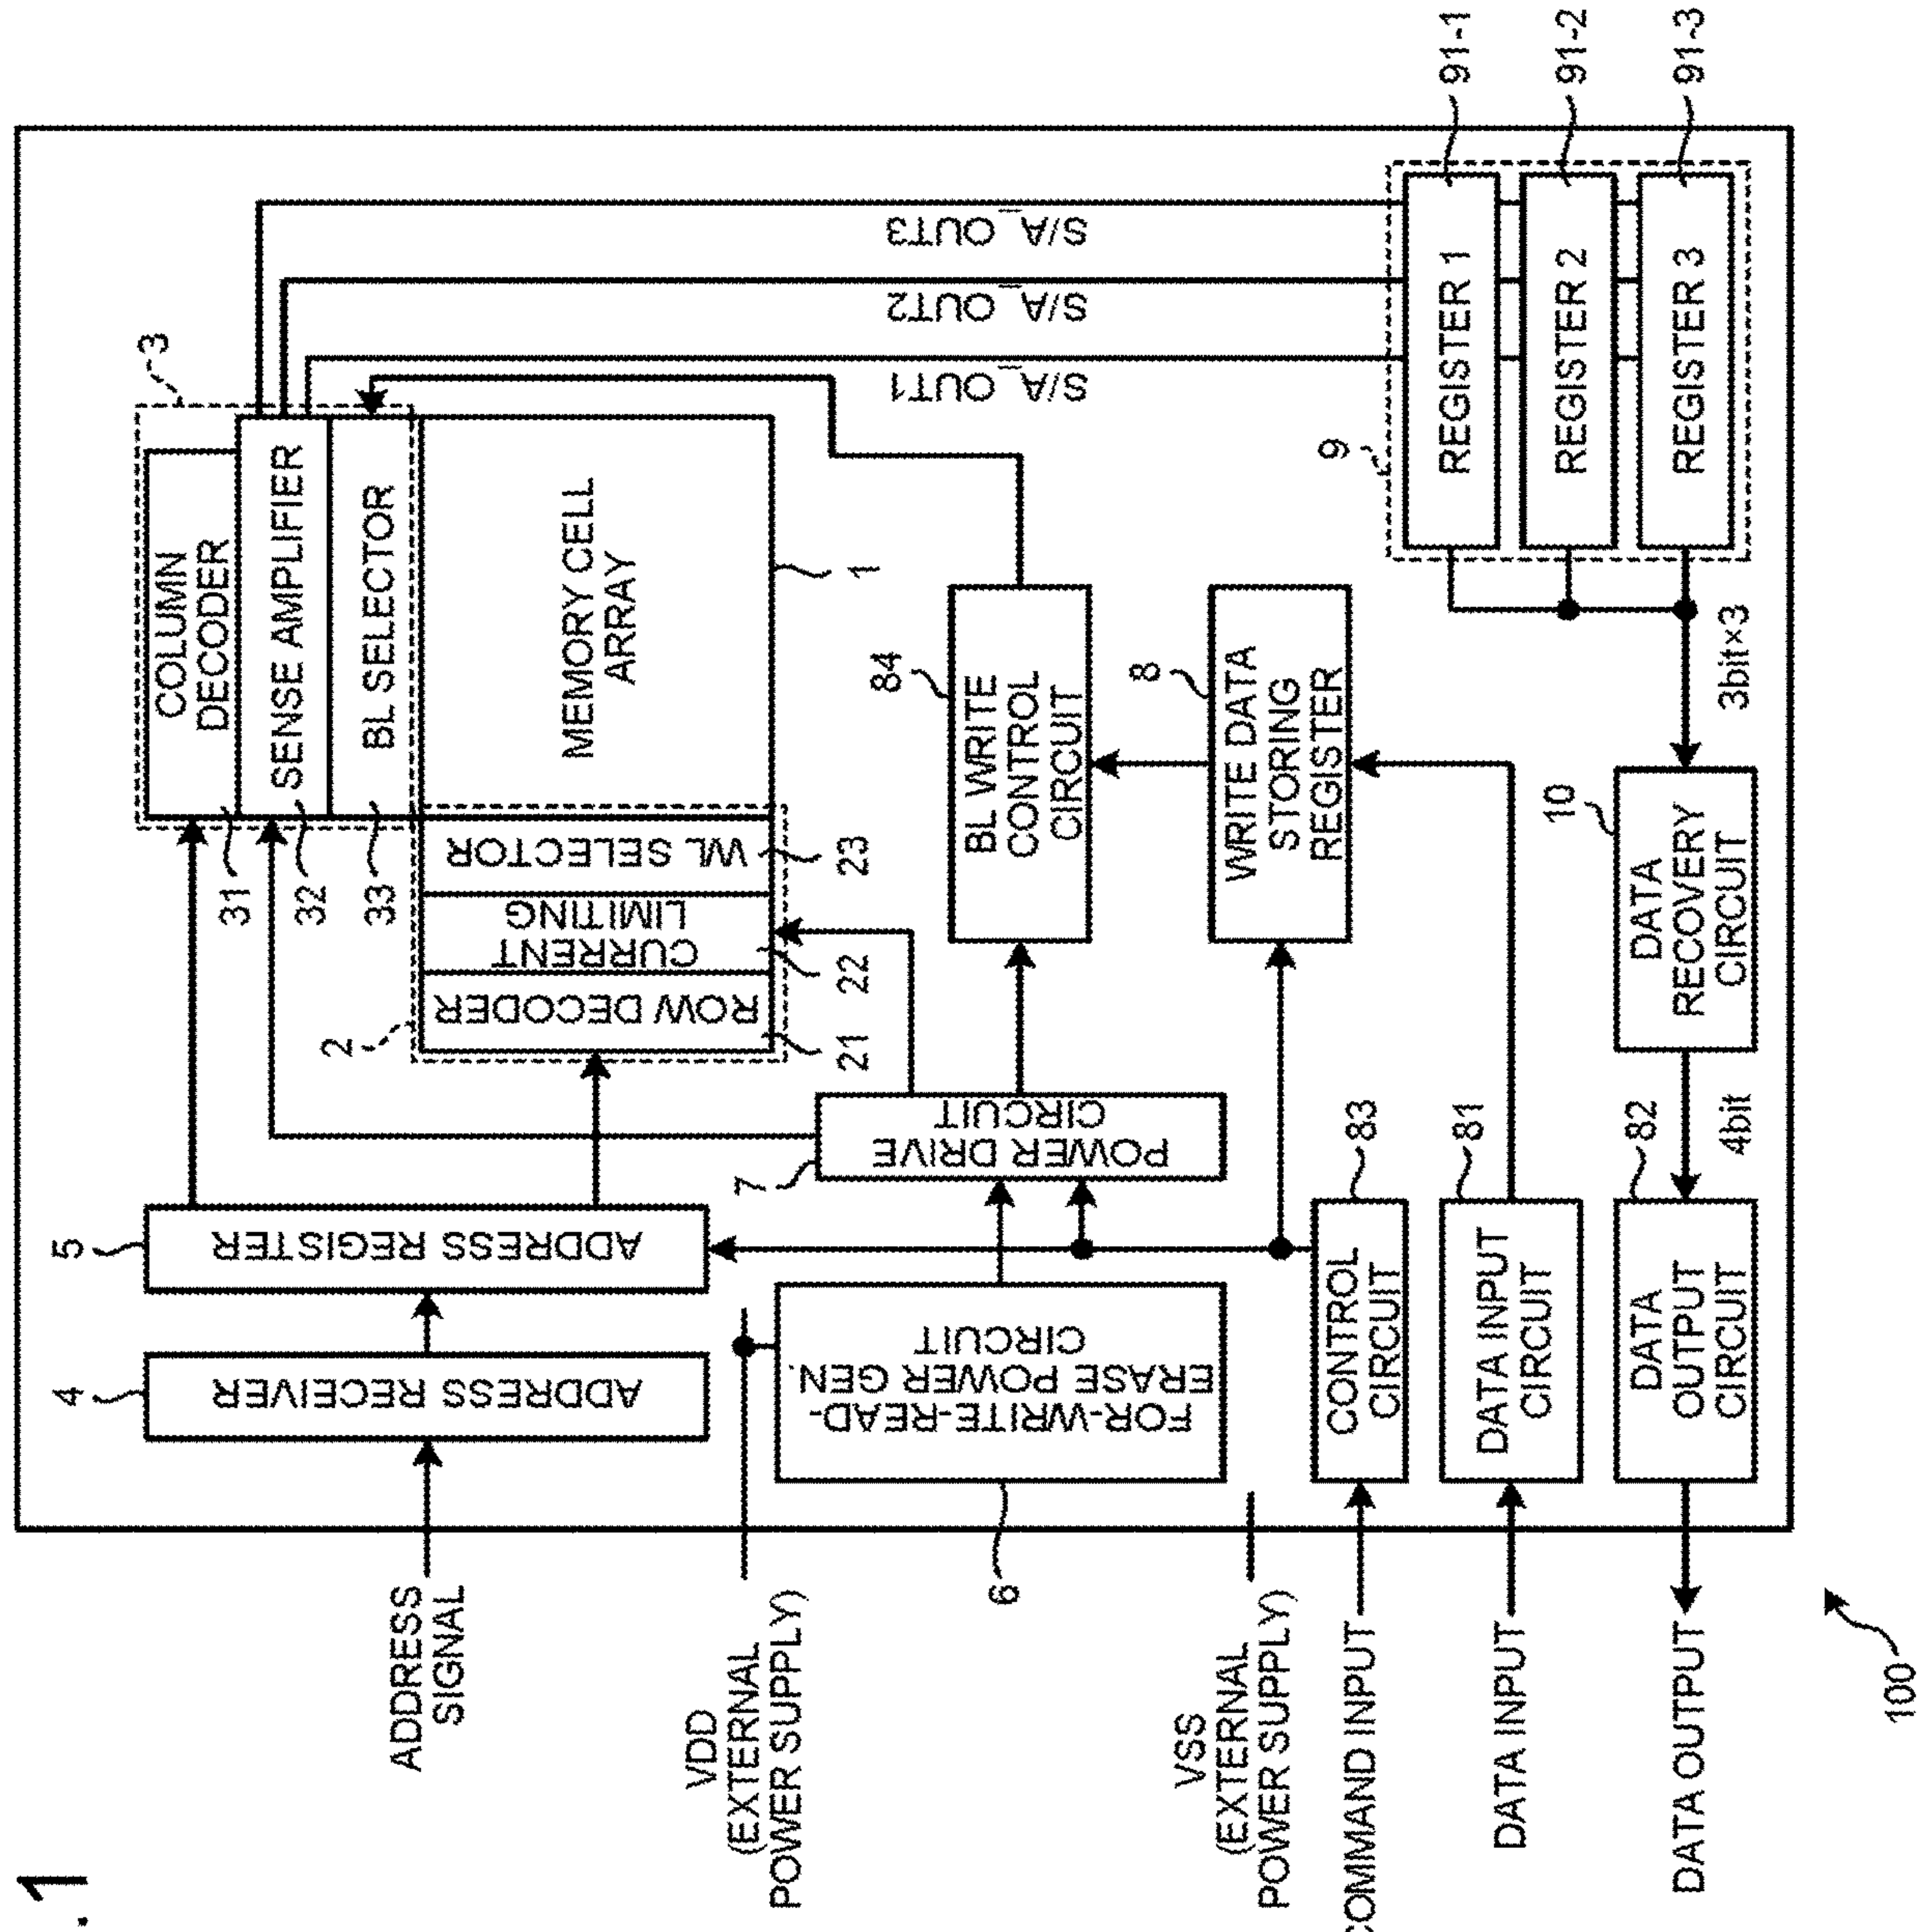 .1
100
ADDRESS
SIGNAL
VDD
(EXTERNAL
POWER SUPPLY)
VSS
(EXTERNAL
POWER SUPPLY)
COMMAND INPUT
DATA INPUT
DATA OUTPUT
4
ADDRESS RECEIVER
5
ADDRESS REGISTER
6
FOR-WRITE-READ-
ERASE POWER GEN.
CIRCUIT
7
POWER DRIVE
CIRCUIT
CONTROL
CIRCUIT
83
DATA INPUT
CIRCUIT
81
DATA
OUTPUT
CIRCUIT
82
4bit
2
ROW DECODER
21
CURRENT
LIMITING
22
WL SELECTOR
23
3
COLUMN
DECODER
31
SENSE AMPLIFIER
32
BL SELECTOR
33
MEMORY CELL
ARRAY
1
BL WRITE
CONTROL
CIRCUIT
84
WRITE DATA
STORING
REGISTER
8
DATA
RECOVERY
CIRCUIT
10
3bit×3
S/A_OUT1
S/A_OUT2
S/A_OUT3
9
REGISTER 1
91-1
REGISTER 2
91-2
REGISTER 3
91-3